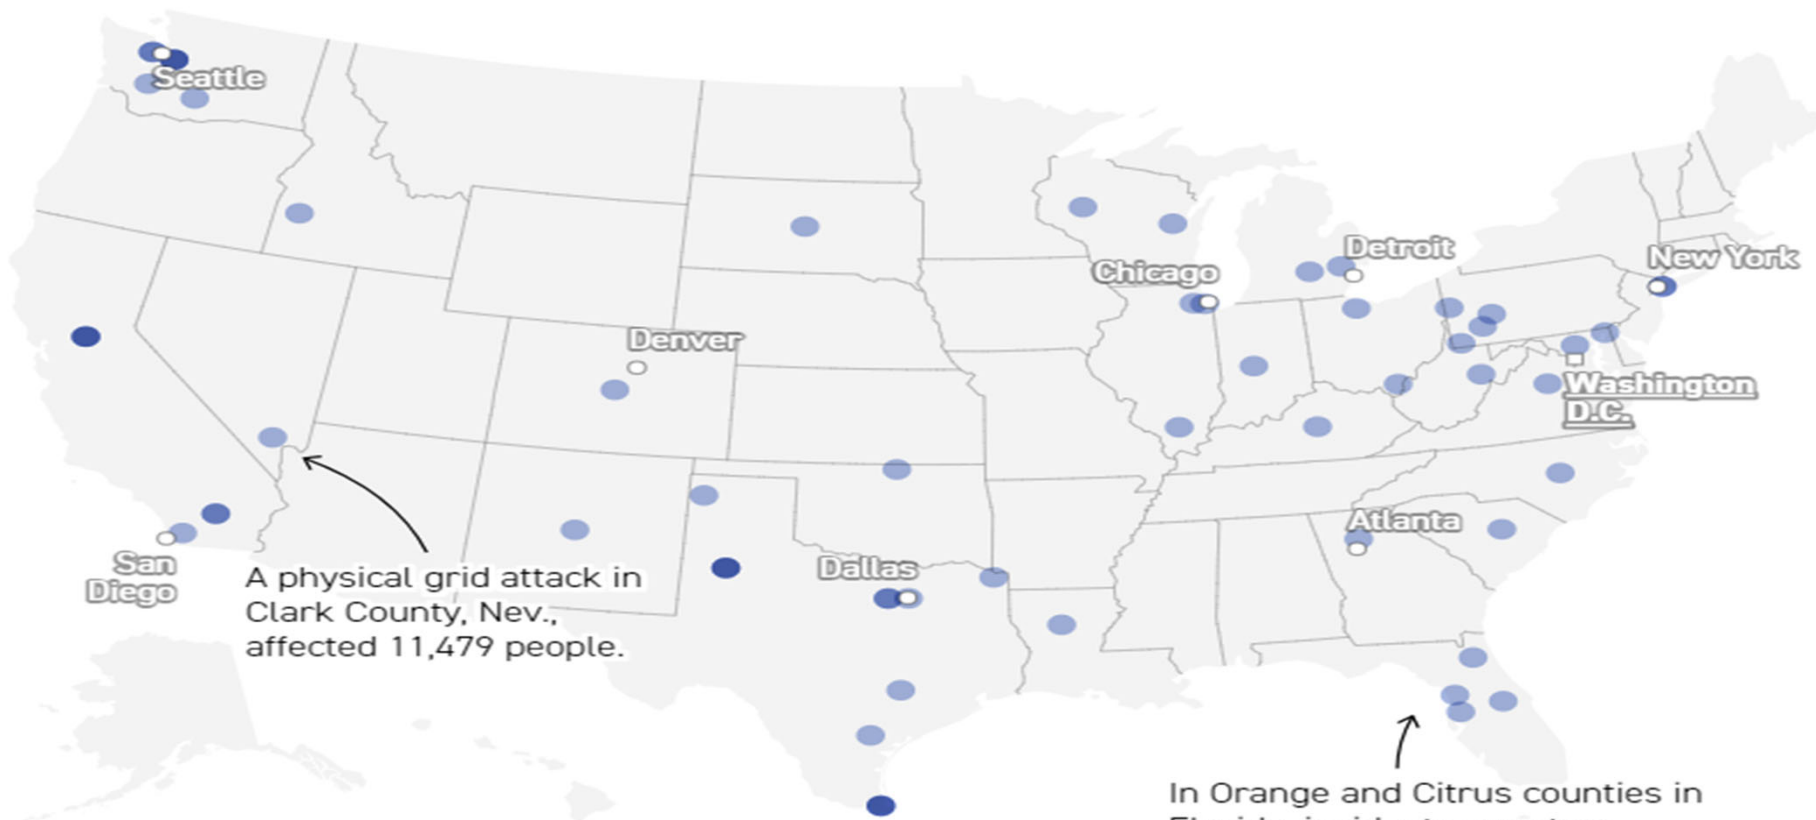 Seattle
Detroit
New York
Chicago
Denver
Washington
D.C.
Atlanta
San
Diego
Dallas
A physical grid attack in
Clark County, Nev.,
affected 11,479 people.
In Orange and Citrus counties in